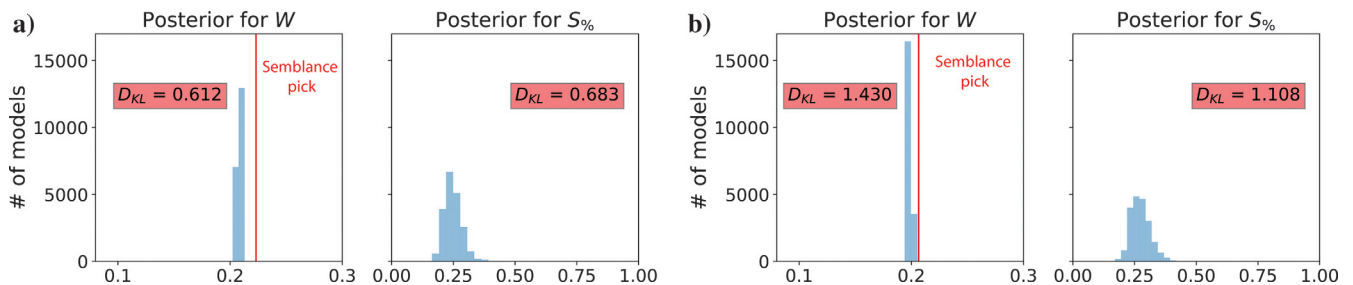 a)
Posterior for W
Posterior for S%
# of models
15000
10000
5000
0
D_KL = 0.612
Semblance
pick
D_KL = 0.683
0.1 0.2 0.3
0.00 0.25 0.50 0.75 1.00
b)
Posterior for W
Posterior for S%
# of models
15000
10000
5000
0
D_KL = 1.430
Semblance
pick
D_KL = 1.108
0.1 0.2 0.3
0.00 0.25 0.50 0.75 1.00